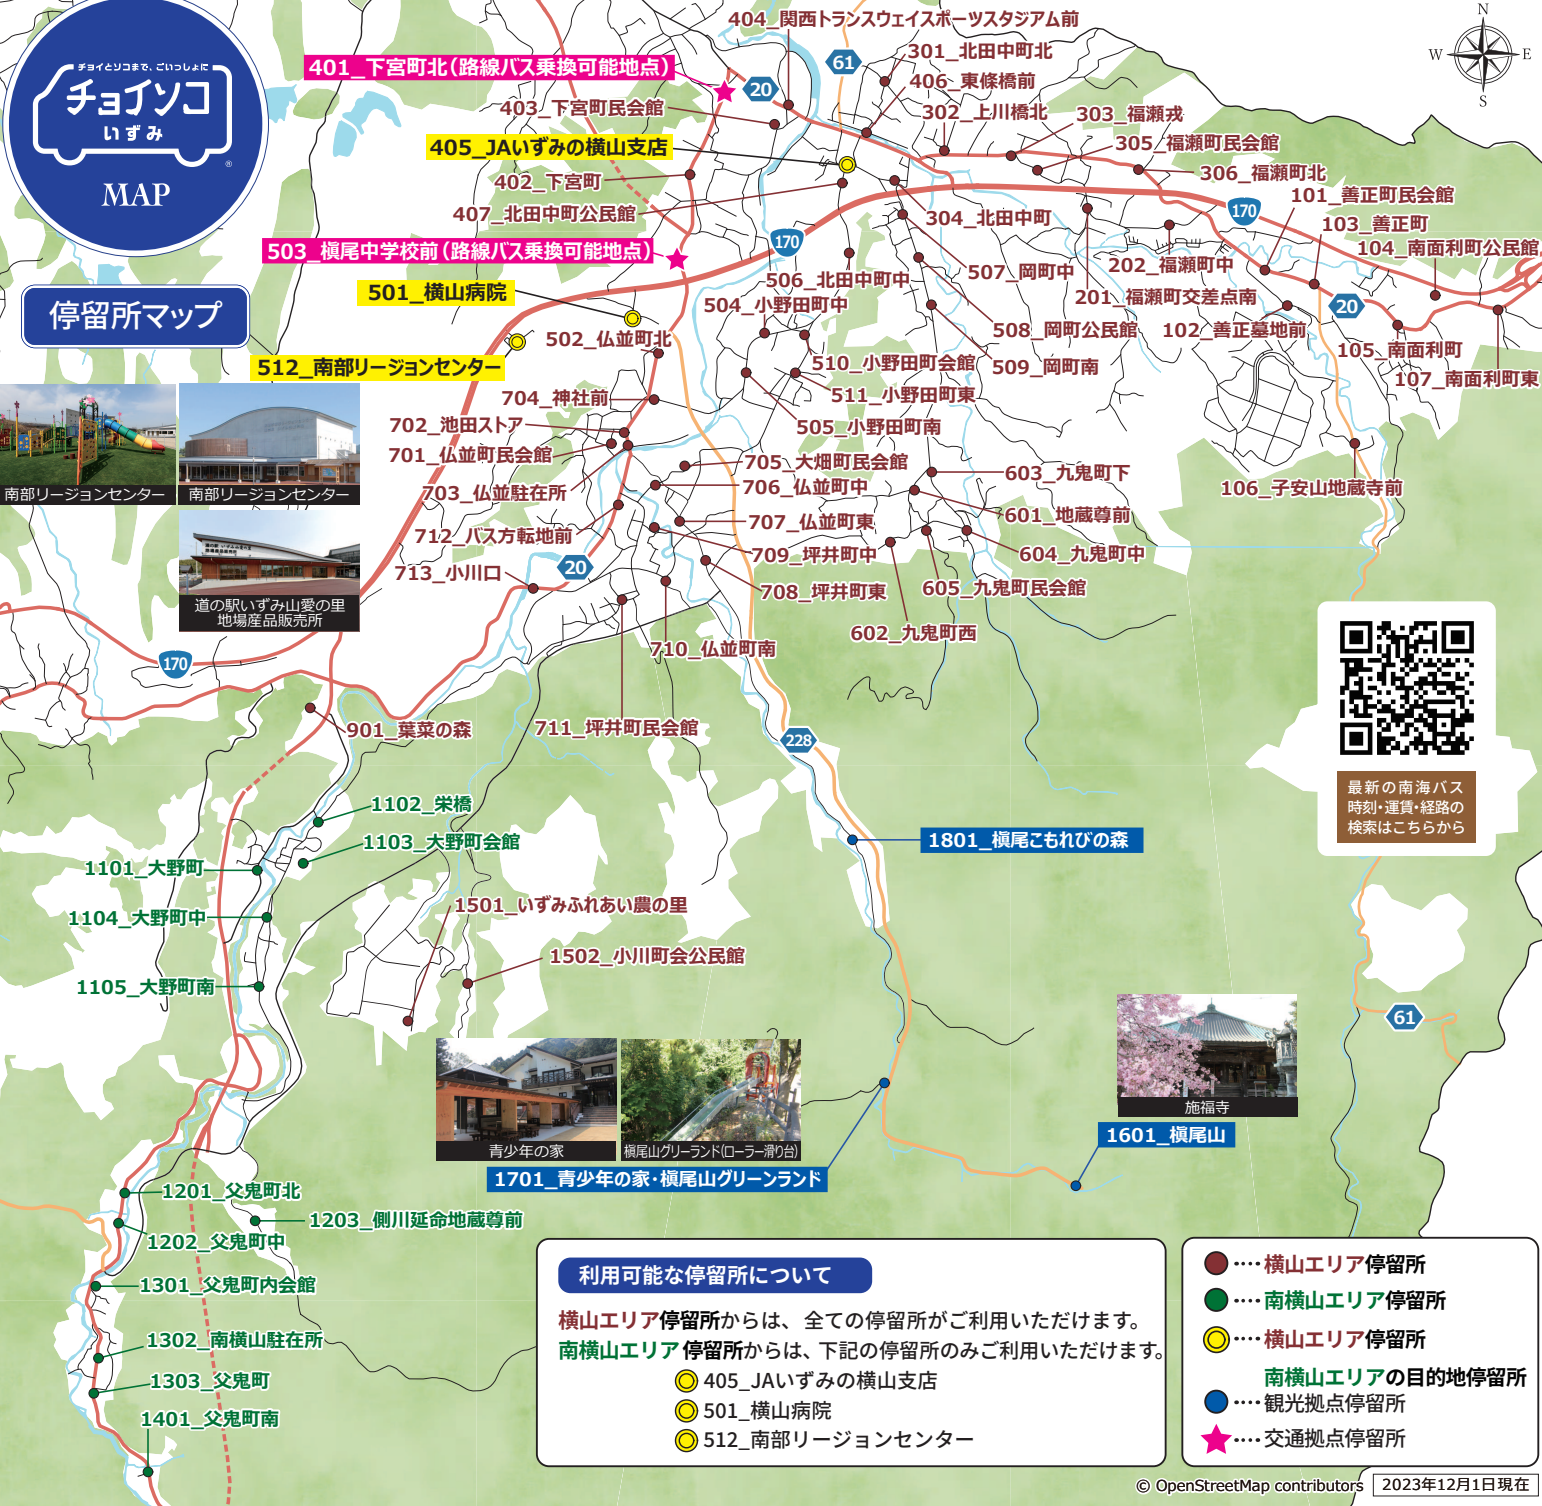 チョイとソコまで、ごいっしょに
チョイソコ
いずみ
®
MAP
停留所マップ
N
W
E
S
404_関西トランスウェイスポーツスタジアム前
61
301_北田中町北
401_下宮町北(路線バス乗換可能地点)
20
406_東條橋前
403_下宮町民会館
302_上川橋北
303_福瀬戎
405_JAいずみの横山支店
305_福瀬町民会館
402_下宮町
306_福瀬町北
101_善正町民会館
407_北田中町公民館
304_北田中町
170
103_善正町
503_槇尾中学校前(路線バス乗換可能地点)
170
104_南面利町公民館
507_岡町中
202_福瀬町中
506_北田中町中
501_横山病院
201_福瀬町交差点南
504_小野田町中
20
508_岡町公民館
102_善正墓地前
502_仏並町北
105_南面利町
512_南部リージョンセンター
510_小野田町会館
509_岡町南
107_南面利町東
511_小野田町東
704_神社前
702_池田ストア
505_小野田町南
701_仏並町民会館
705_大畑町民会館
603_九鬼町下
703_仏並駐在所
706_仏並町中
106_子安山地蔵寺前
南部リージョンセンター
南部リージョンセンター
601_地蔵尊前
707_仏並町東
712_バス方転地前
709_坪井町中
604_九鬼町中
713_小川口
20
708_坪井町東
605_九鬼町民会館
道の駅いずみ山愛の里
地場産品販売所
602_九鬼町西
710_仏並町南
170
901_葉菜の森
711_坪井町民会館
228
最新の南海バス
時刻・運賃・経路の
検索はこちらから
1102_栄橋
1103_大野町会館
1801_槇尾こもれびの森
1101_大野町
1501_いずみふれあい農の里
1104_大野町中
1502_小川町会公民館
1105_大野町南
61
施福寺
1601_槇尾山
青少年の家
槇尾山グリーランド(ローラー滑り台)
1701_青少年の家・槇尾山グリーンランド
1201_父鬼町北
1203_側川延命地蔵尊前
1202_父鬼町中
1301_父鬼町内会館
1302_南横山駐在所
1303_父鬼町
1401_父鬼町南
利用可能な停留所について
横山エリア停留所からは、全ての停留所がご利用いただけます。
南横山エリア停留所からは、下記の停留所のみご利用いただけます。
405_JAいずみの横山支店
501_横山病院
512_南部リージョンセンター
‥‥横山エリア停留所
‥‥南横山エリア停留所
‥‥横山エリア停留所
南横山エリアの目的地停留所
‥‥観光拠点停留所
‥‥交通拠点停留所
© OpenStreetMap contributors
2023年12月1日現在